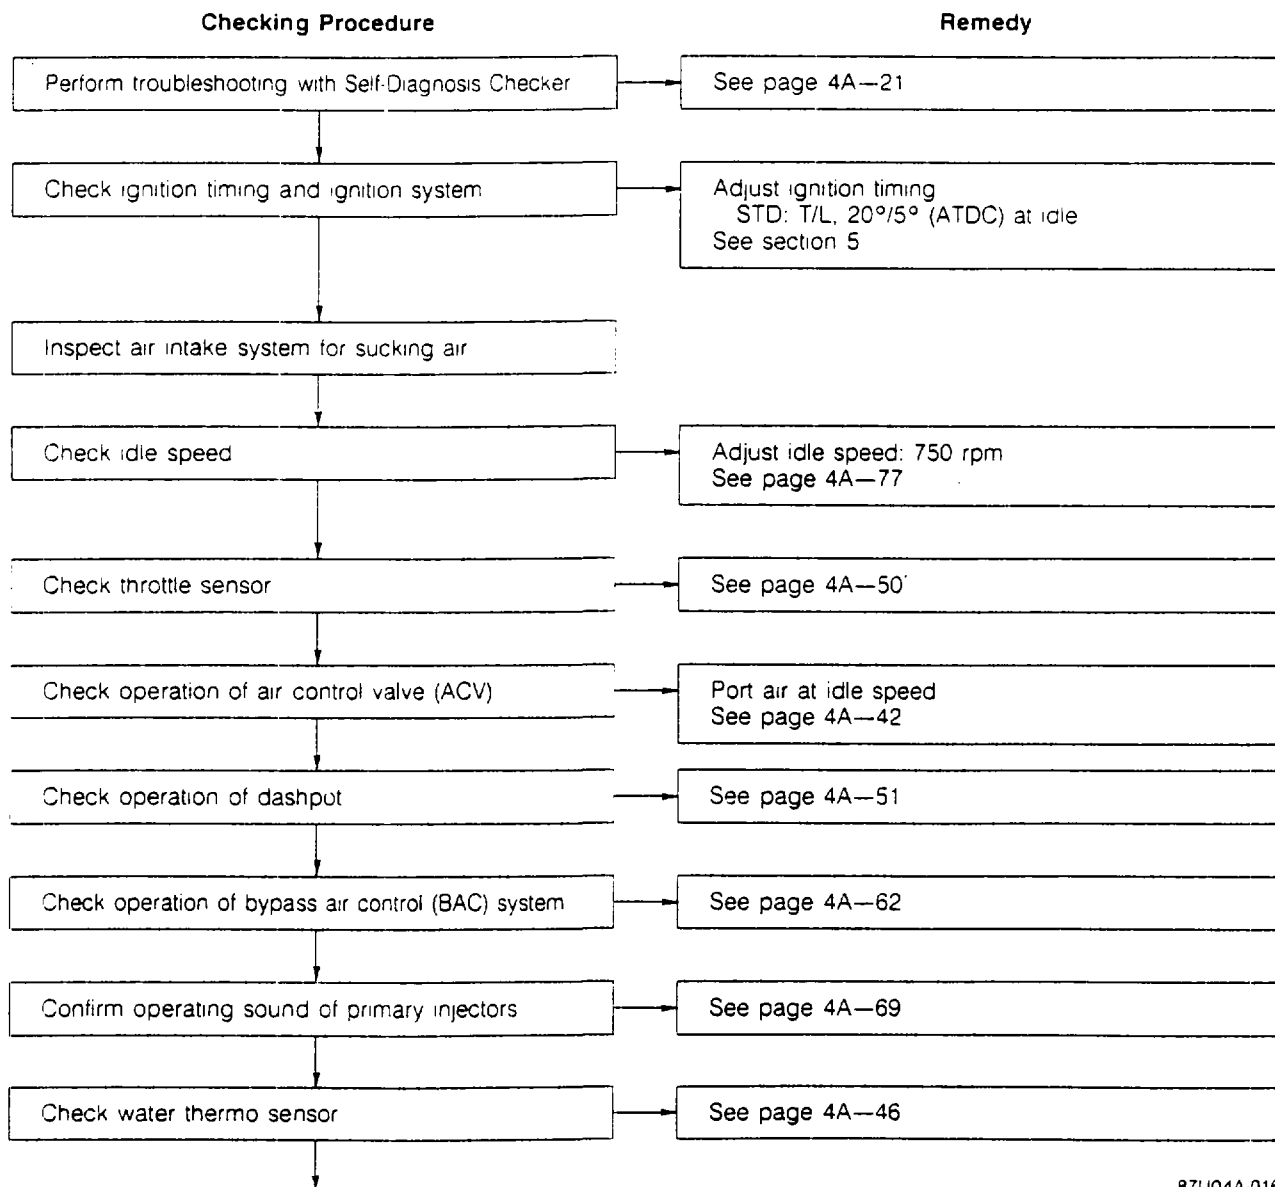 Checking Procedure
Remedy
Perform troubleshooting with Self-Diagnosis Checker
See page 4A—21
Check ignition timing and ignition system
Adjust ignition timing
STD: T/L, 20°/5° (ATDC) at idle
See section 5
Inspect air intake system for sucking air
Check idle speed
Adjust idle speed: 750 rpm
See page 4A—77
Check throttle sensor
See page 4A—50
Check operation of air control valve (ACV)
Port air at idle speed
See page 4A—42
Check operation of dashpot
See page 4A—51
Check operation of bypass air control (BAC) system
See page 4A—62
Confirm operating sound of primary injectors
See page 4A—69
Check water thermo sensor
See page 4A—46